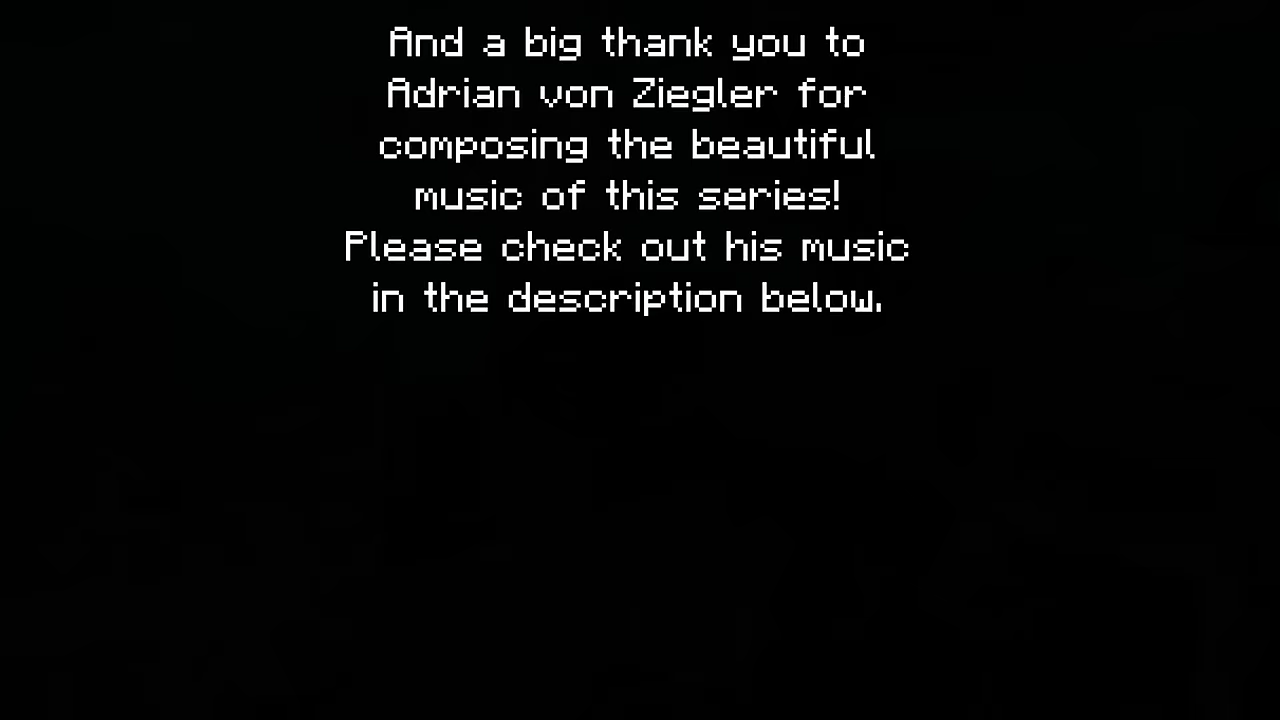 And a big thank you to
Adrian von Ziegler for
composing the beautiful
music of this series!
Please check out his music
in the description below.